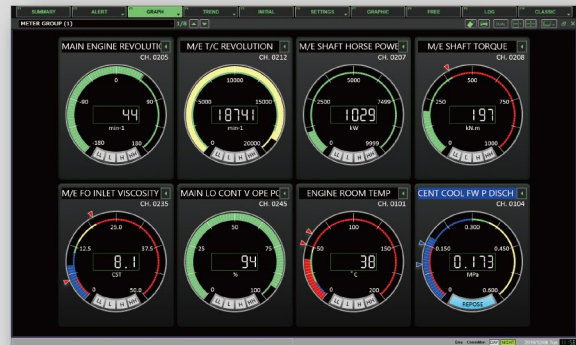 SUMMARY ALERT GRAPH TREND INITIAL SETTINGS GRAPHIC FREE LOG CLASSIC
METER GROUP (1) 1/8
MAIN ENGINE REVOLUTIO M/E T/C REVOLUTION M/E SHAFT HORSE POWE M/E SHAFT TORQUE
CH. 0205 CH. 0212 CH. 0207 CH. 0208
0 10000 5000 500
-90 90 5000 15000 2500 7499 250 750
44 18741 1029 197
min-1 min-1 kW kN.m
-180 180 0 20000 0 9999 0 1000
LL L H HH LL L H HH LL L H HH LL L H HH
M/E FO INLET VISCOSITY MAIN LO CONT V OPE PO ENGINE ROOM TEMP CENT COOL FW P DISCH
CH. 0235 CH. 0245 CH. 0101 CH. 0104
25.0 50 100 0.300
12.5 37.5 25 75 50 150 0.150 0.450
8.1 94 38 0.173
CST % °C MPa
0 50.0 0 100 0 200 0 0.600
LL L H HH LL L H HH LL L H HH REPOSE
DAY NIGHT